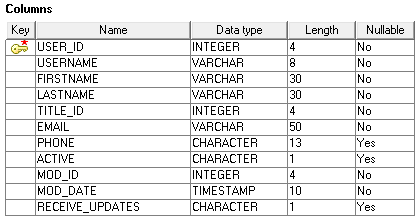 Columns
Key Name Data type Length Nullable
USER_ID INTEGER 4 No
USERNAME VARCHAR 8 No
FIRSTNAME VARCHAR 30 No
LASTNAME VARCHAR 30 No
TITLE_ID INTEGER 4 No
EMAIL VARCHAR 50 No
PHONE CHARACTER 13 Yes
ACTIVE CHARACTER 1 Yes
MOD_ID INTEGER 4 No
MOD_DATE TIMESTAMP 10 No
RECEIVE_UPDATES CHARACTER 1 Yes